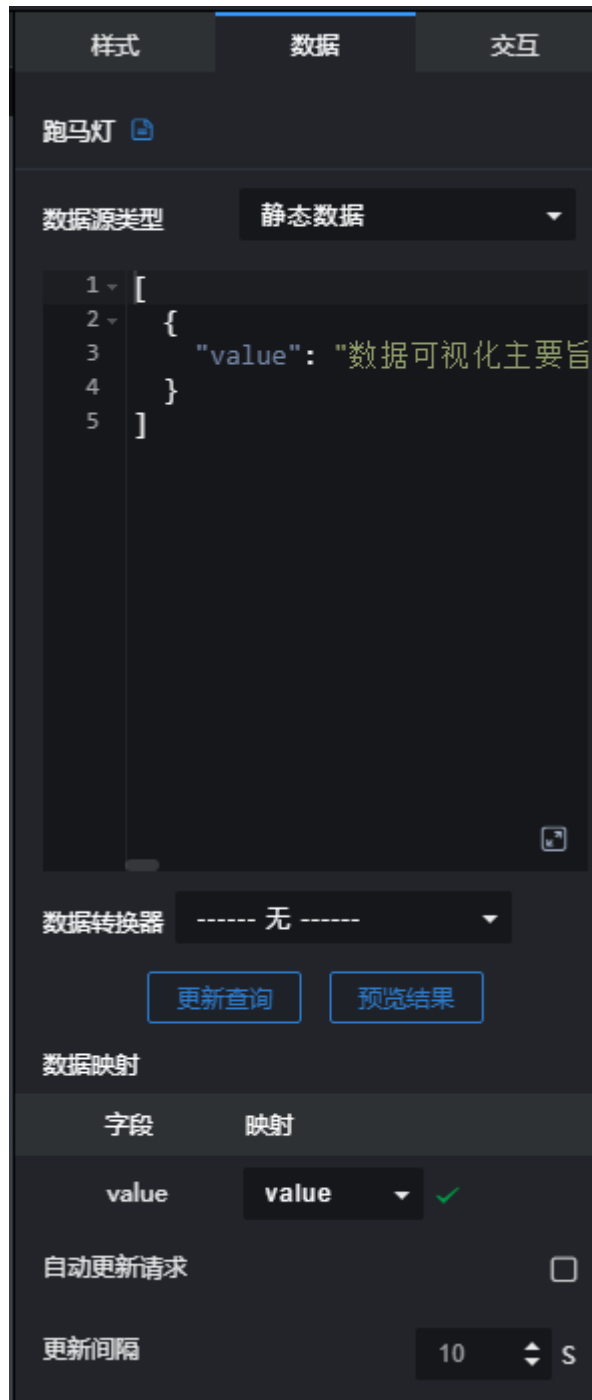 样式 数据 交互
跑马灯
数据源类型 静态数据
1 [
2 {
3 "value": "数据可视化主要旨
4 }
5 ]
数据转换器 ------ 无 ------
更新查询 预览结果
数据映射
字段 映射
value value
自动更新请求
更新间隔 10 S